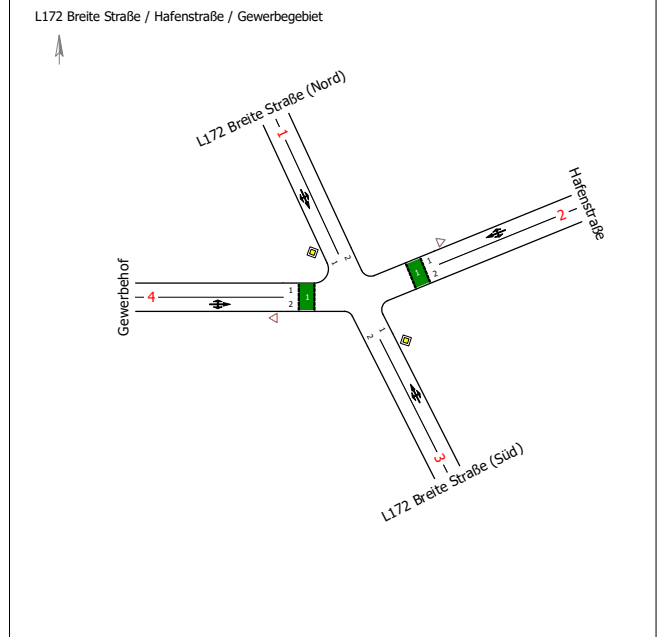 L172 Breite Straße / Hafenstraße / Gewerbegebiet
L172 Breite Straße (Nord)
1
Hafenstraße
2
1
2
1
2
1
Gewerbehof
4
1
2
1
1
2
3
L172 Breite Straße (Süd)